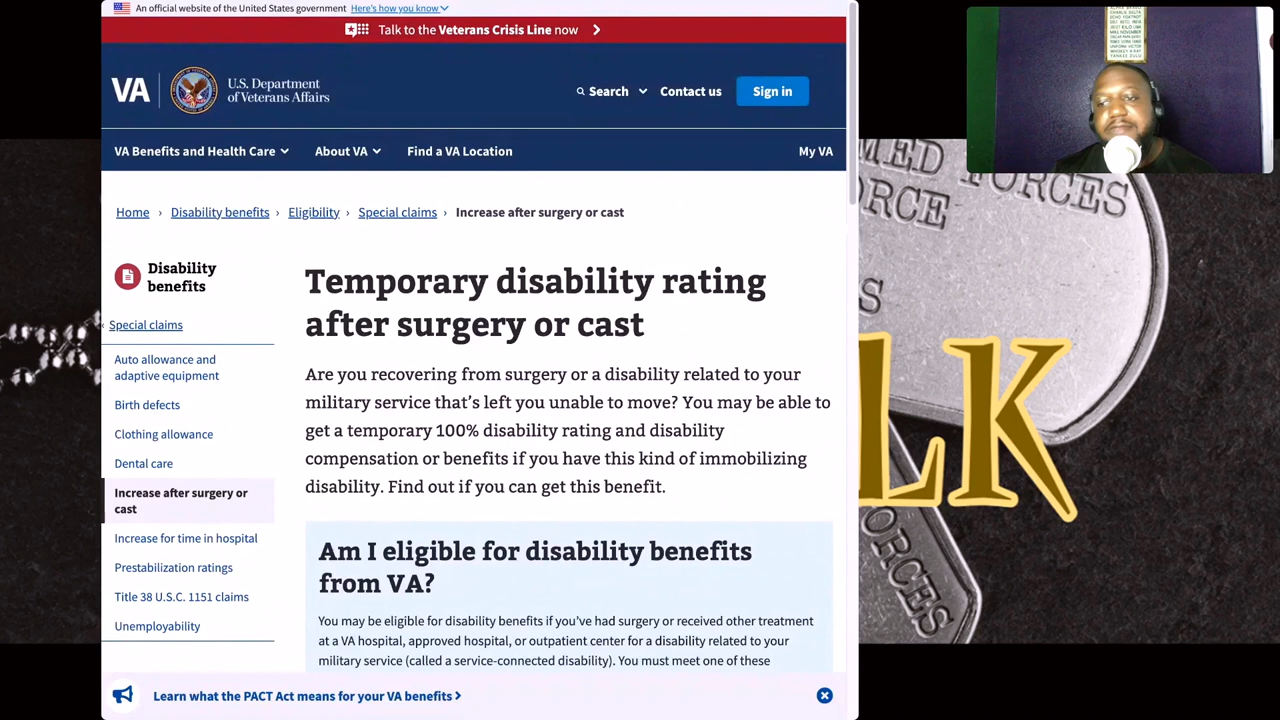 An official website of the United States government Here's how you know
Talk to the Veterans Crisis Line now
VA
U.S. Department
of Veterans Affairs
Search
Contact us
Sign in
VA Benefits and Health Care
About VA
Find a VA Location
My VA
Home › Disability benefits › Eligibility › Special claims › Increase after surgery or cast
Disability
benefits
‹ Special claims
Auto allowance and
adaptive equipment
Birth defects
Clothing allowance
Dental care
Increase after surgery or
cast
Increase for time in hospital
Prestabilization ratings
Title 38 U.S.C. 1151 claims
Unemployability
Temporary disability rating
after surgery or cast
Are you recovering from surgery or a disability related to your
military service that's left you unable to move? You may be able to
get a temporary 100% disability rating and disability
compensation or benefits if you have this kind of immobilizing
disability. Find out if you can get this benefit.
Am I eligible for disability benefits
from VA?
You may be eligible for disability benefits if you've had surgery or received other treatment
at a VA hospital, approved hospital, or outpatient center for a disability related to your
military service (called a service-connected disability). You must meet one of these
Learn what the PACT Act means for your VA benefits
MED FORCES
RCE
S
LK
FORCES